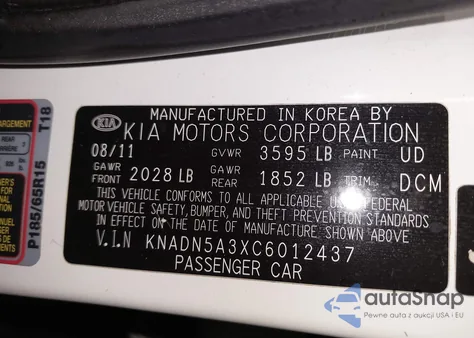 MANUFACTURED IN KOREA BY
KIA KIA MOTORS CORPORATION
08/11 GVWR 3595 LB PAINT UD
GAWR FRONT 2028 LB GAWR REAR 1852 LB TRIM DCM
THIS VEHICLE CONFORMS TO ALL APPLICABLE U.S FEDERAL
MOTOR VEHICLE SAFETY, BUMPER, AND THEFT PREVENTION STANDARDS
IN EFFECT ON THE DATE OF MANUFACTURE SHOWN ABOVE.
V.I.N KNADN5A3XC6012437
PASSENGER CAR
P185/65R15 T18
REAR
autoSnap
Pewne auta z aukcji USA i EU